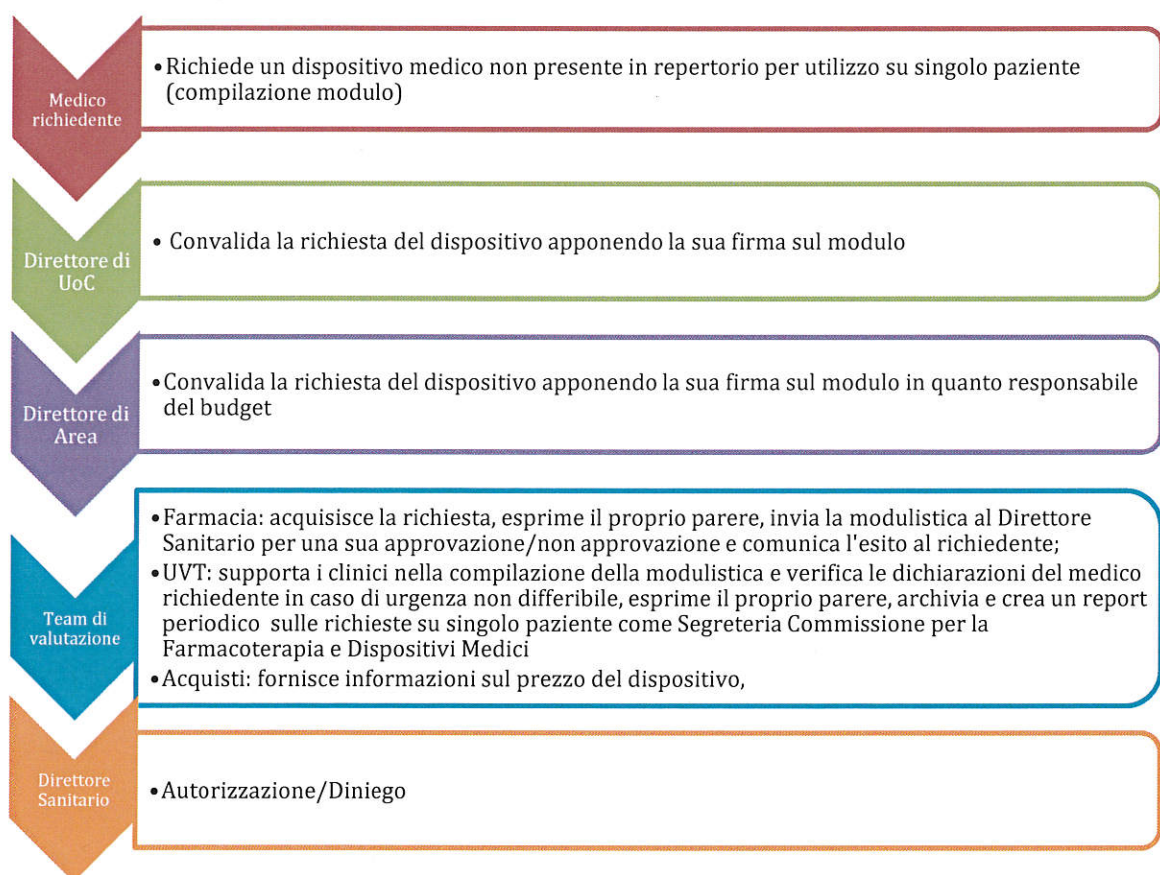 Medico
richiedente
•Richiede un dispositivo medico non presente in repertorio per utilizzo su singolo paziente
(compilazione modulo)
Direttore di
UoC
• Convalida la richiesta del dispositivo apponendo la sua firma sul modulo
Direttore di
Area
•Convalida la richiesta del dispositivo apponendo la sua firma sul modulo in quanto responsabile
del budget
Team di
valutazione
•Farmacia: acquisisce la richiesta, esprime il proprio parere, invia la modulistica al Direttore
Sanitario per una sua approvazione/non approvazione e comunica l'esito al richiedente;
•UVT: supporta i clinici nella compilazione della modulistica e verifica le dichiarazioni del medico
richiedente in caso di urgenza non differibile, esprime il proprio parere, archivia e crea un report
periodico sulle richieste su singolo paziente come Segreteria Commissione per la
Farmacoterapia e Dispositivi Medici
•Acquisti: fornisce informazioni sul prezzo del dispositivo,
Direttore
Sanitario
•Autorizzazione/Diniego